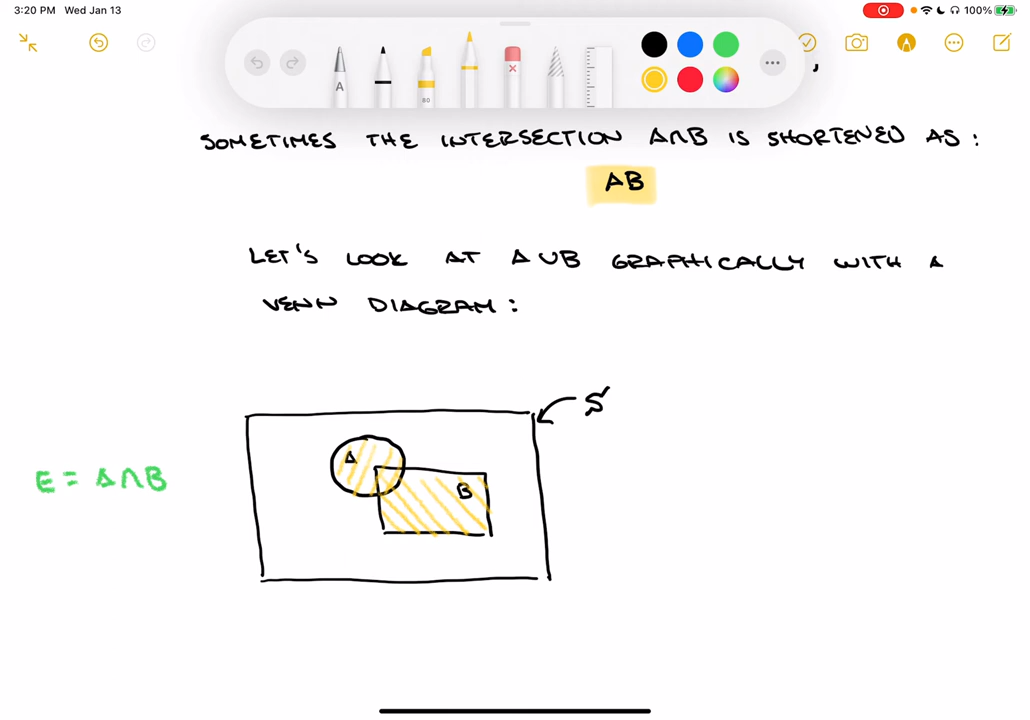 3:20 PM Wed Jan 13
100%
A
80
,
SOMETIMES THE INTERSECTION A∩B IS SHORTENED AS:
AB
LET'S LOOK AT A∪B GRAPHICALLY WITH A
VENN DIAGRAM:
S
A
E = A∩B
B